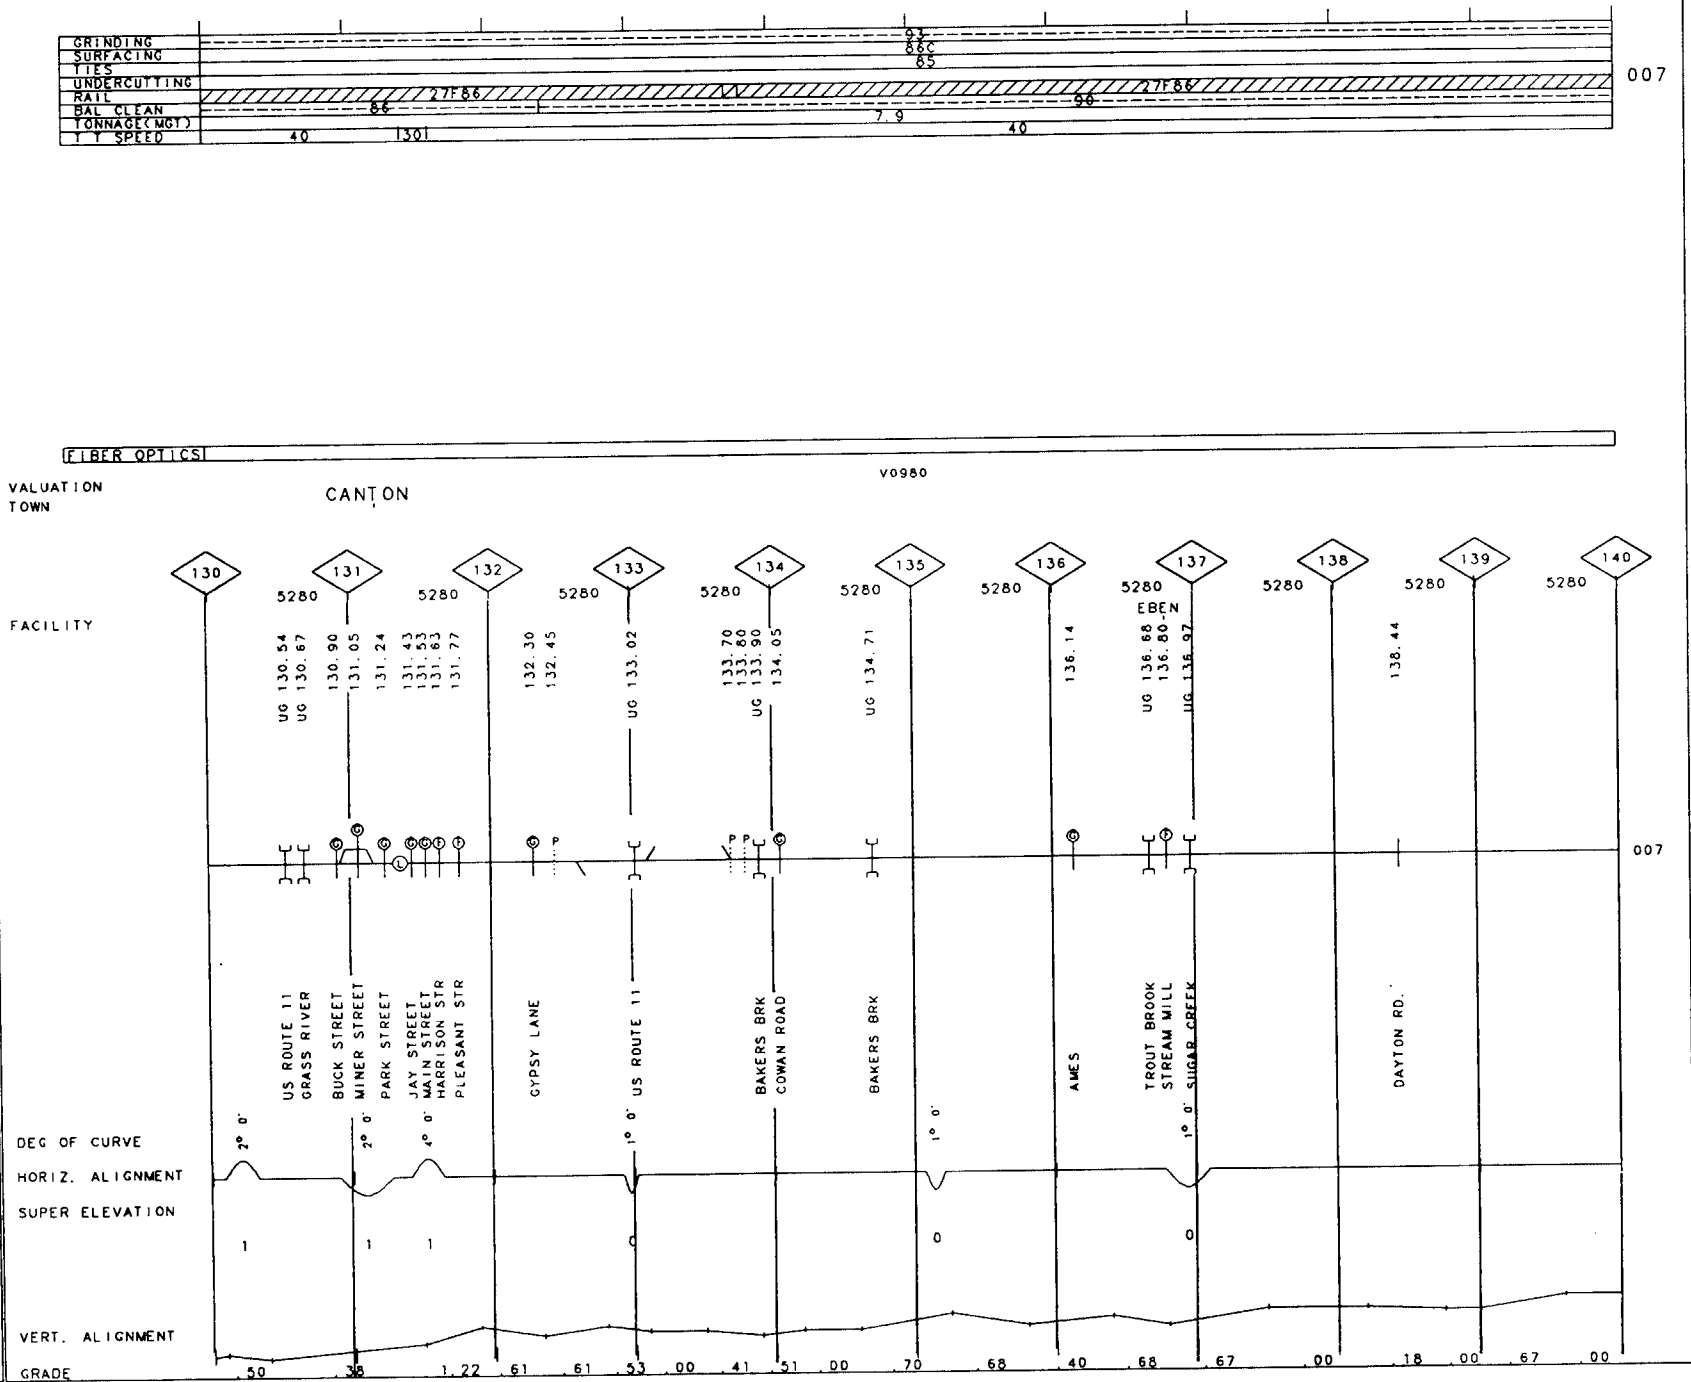 GRINDING 93
SURFACING 86C
TIES 85
UNDERCUTTING
RAIL 27F86 27F86
BAL CLEAN 86 90
TONNAGE(MGT) 7.9
T T SPEED 40 1301 40
007
FIBER OPTICS
VALUATION V0980
TOWN CANTON
130 131 132 133 134 135 136 137 138 139 140
5280 5280 5280 5280 5280 5280 5280 5280 5280 5280
EBEN
FACILITY
UG 130.54
UG 130.67
130.90
131.05
131.24
131.43
131.53
131.63
131.77
132.30
132.45
UG 133.02
133.70
133.80
UG 133.90
134.05
UG 134.71
136.14
UG 136.68
136.80
UG 136.97
138.44
G G G L G G F F G P P P G G F
007
US ROUTE 11
GRASS RIVER
BUCK STREET
MINER STREET
PARK STREET
JAY STREET
MAIN STREET
HARRISON STR
PLEASANT STR
GYPSY LANE
US ROUTE 11
BAKERS BRK
COWAN ROAD
BAKERS BRK
AMES
TROUT BROOK
STREAM MILL
SUGAR CREEK
DAYTON RD.
DEG OF CURVE 2° 0' 2° 0' 4° 0' 1° 0' 1° 0' 1° 0'
HORIZ. ALIGNMENT
SUPER ELEVATION
1 1 1 0 0 0
VERT. ALIGNMENT
GRADE .50 .38 1.22 .61 .61 .53 .00 .41 .51 .00 .70 .68 .40 .68 .67 .00 .18 .00 .67 .00